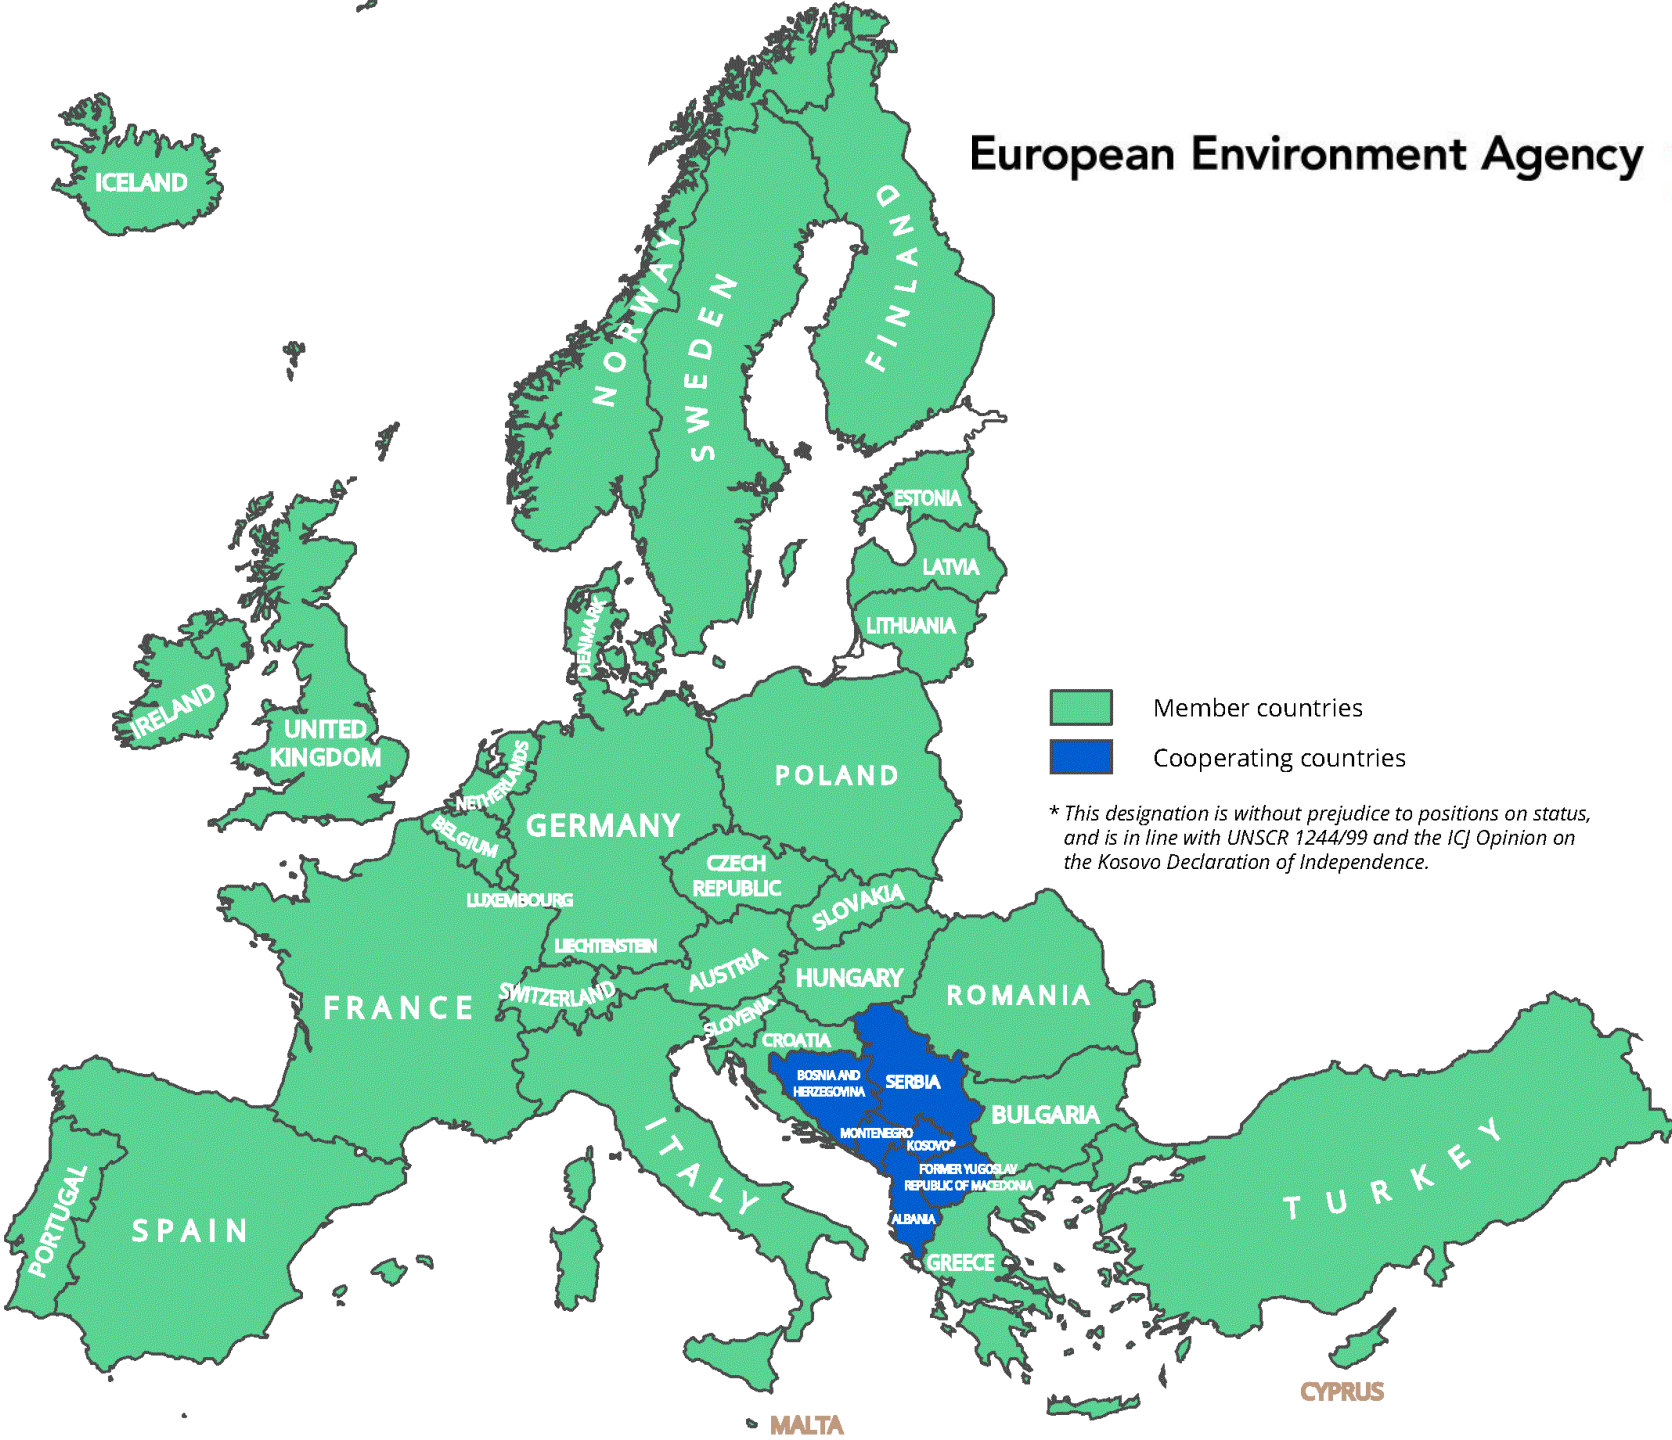 European Environment Agency
ICELAND
NORWAY
SWEDEN
FINLAND
ESTONIA
LATVIA
LITHUANIA
DENMARK
IRELAND
UNITED
KINGDOM
NETHERLANDS
BELGIUM
GERMANY
POLAND
Member countries
Cooperating countries
* This designation is without prejudice to positions on status,
and is in line with UNSCR 1244/99 and the ICJ Opinion on
the Kosovo Declaration of Independence.
CZECH
REPUBLIC
LUXEMBOURG
SLOVAKIA
LIECHTENSTEIN
AUSTRIA
HUNGARY
SWITZERLAND
FRANCE
ROMANIA
SLOVENIA
CROATIA
BOSNIA AND
HERZEGOVINA
SERBIA
BULGARIA
MONTENEGRO
KOSOVO*
ITALY
FORMER YUGOSLAV
REPUBLIC OF MACEDONIA
TURKEY
PORTUGAL
SPAIN
ALBANIA
GREECE
CYPRUS
MALTA